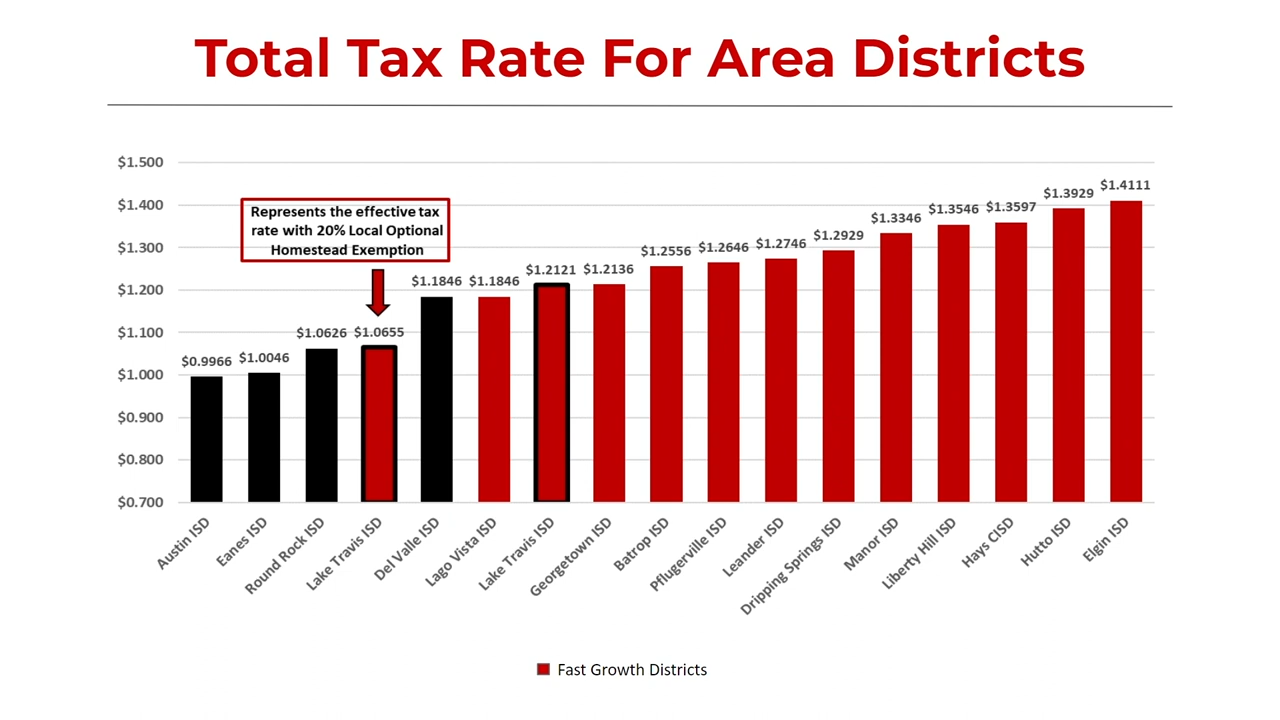 Total Tax Rate For Area Districts
$1.500
$1.400
$1.300
$1.200
$1.100
$1.000
$0.900
$0.800
$0.700
Represents the effective tax
rate with 20% Local Optional
Homestead Exemption
$0.9966
$1.0046
$1.0626
$1.0655
$1.1846
$1.1846
$1.2121
$1.2136
$1.2556
$1.2646
$1.2746
$1.2929
$1.3346
$1.3546
$1.3597
$1.3929
$1.4111
Austin ISD
Eanes ISD
Round Rock ISD
Lake Travis ISD
Del Valle ISD
Lago Vista ISD
Lake Travis ISD
Georgetown ISD
Batrop ISD
Pflugerville ISD
Leander ISD
Dripping Springs ISD
Manor ISD
Liberty Hill ISD
Hays CISD
Hutto ISD
Elgin ISD
Fast Growth Districts